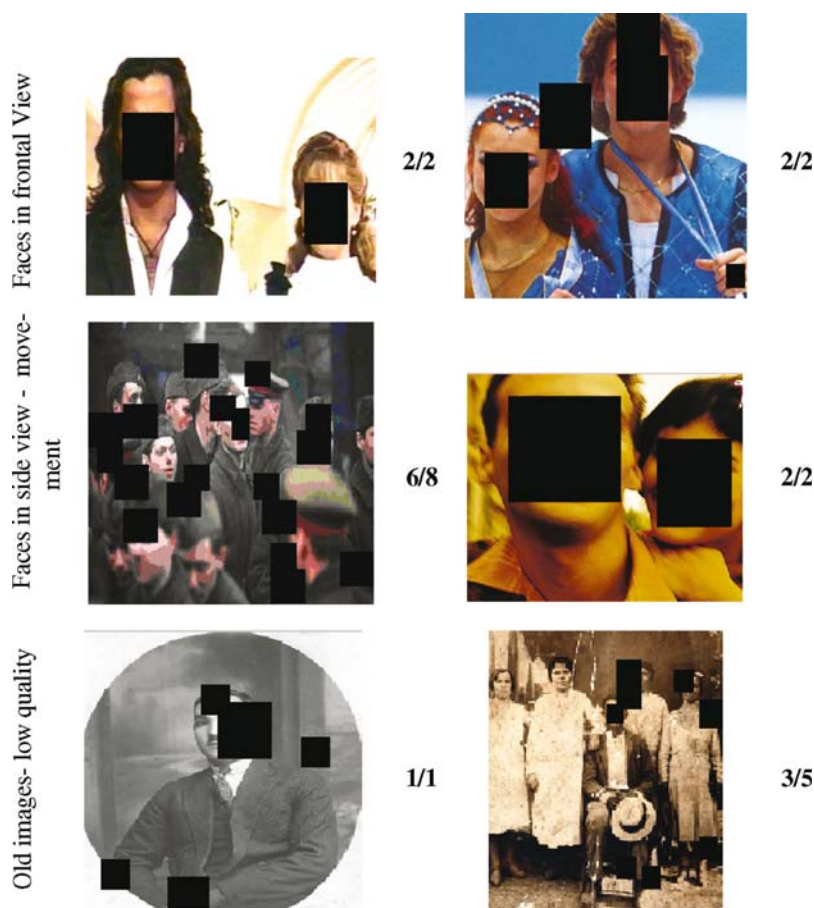 Faces in frontal View
2/2
2/2
Faces in side view - move-
ment
6/8
2/2
Old images- low quality
1/1
3/5